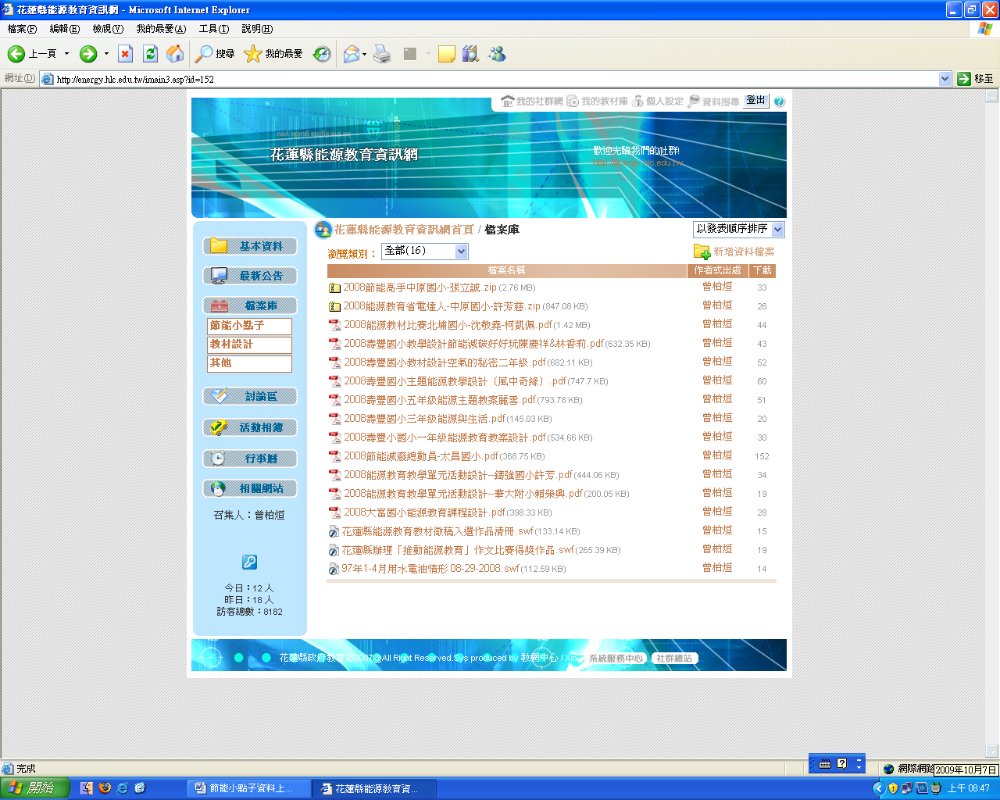 花蓮縣能源教育資訊網 - Microsoft Internet Explorer
檔案(F) 編輯(E) 檢視(V) 我的最愛(A) 工具(T) 說明(H)
上一頁 搜尋 我的最愛
網址(D) http://energy.hlc.edu.tw/imain3.asp?id=152 移至
我的社群網 我的教材庫 個人設定 資料搜尋 登出
花蓮縣能源教育資訊網
歡迎光臨我們的社群!
花蓮縣能源教育資訊網首頁 / 檔案庫 以發表順序排序
瀏覽類別： 全部(16) 新增資料檔案
檔案名稱 作者或出處 下載
2008節能高手中原國小-張立誠.zip (2.76 MB) 曾柏烜 33
2008能源教育省電達人-中原國小-許芳慈.zip (847.08 KB) 曾柏烜 26
2008能源教材比賽北埔國小-沈敬堯-柯凱佩.pdf (1.42 MB) 曾柏烜 44
2008壽豐國小教學設計節能減碳好好玩陳慶祥&林香莉.pdf (632.35 KB) 曾柏烜 43
2008壽豐國小教材設計空氣的秘密二年級.pdf (682.11 KB) 曾柏烜 52
2008壽豐國小主題能源教學設計〔風中奇緣〕.pdf (747.7 KB) 曾柏烜 60
2008壽豐國小五年級能源主題教案麗雪.pdf (793.78 KB) 曾柏烜 51
2008壽豐國小三年級能源與生活.pdf (145.03 KB) 曾柏烜 20
2008壽豐小國小一年級能源教育教案設計.pdf (534.66 KB) 曾柏烜 30
2008節能減廢總動員-太昌國小.pdf (368.75 KB) 曾柏烜 152
2008能源教育教學單元活動設計--鑄強國小許芳.pdf (444.06 KB) 曾柏烜 34
2008能源教育教學單元活動設計--華大附小賴榮興.pdf (200.05 KB) 曾柏烜 19
2008大富國小能源教育課程設計.pdf (398.33 KB) 曾柏烜 28
花蓮縣能源教育教材徵稿入選作品清冊.swf (133.14 KB) 曾柏烜 15
花蓮縣辦理「推動能源教育」作文比賽得獎作品.swf (265.39 KB) 曾柏烜 19
97年1-4月用水電油情形 08-29-2008.swf (112.59 KB) 曾柏烜 14
基本資料
最新公告
檔案庫
節能小點子
教材設計
其他
討論區
活動相簿
行事曆
相關網站
召集人：曾柏烜
今日：12 人
昨日：18 人
訪客總數：8182
花蓮縣政府教育處2007@All Right Reserved.Sys produced by 教網中心 / 系統服務中心 社群總站
完成 網際網路
2009年10月7日
開始 節能小點子資料上... 花蓮縣能源教育資... 上午 08:47